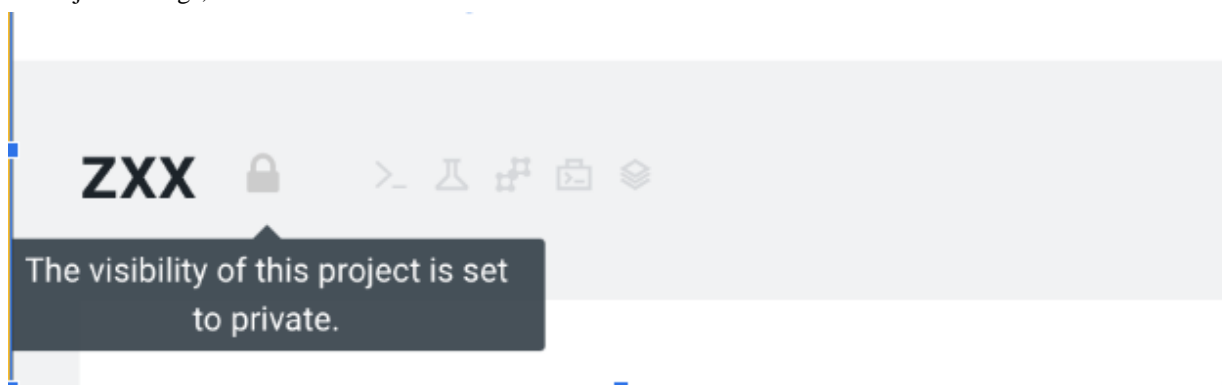 zxx
The visibility of this project is set
to private.